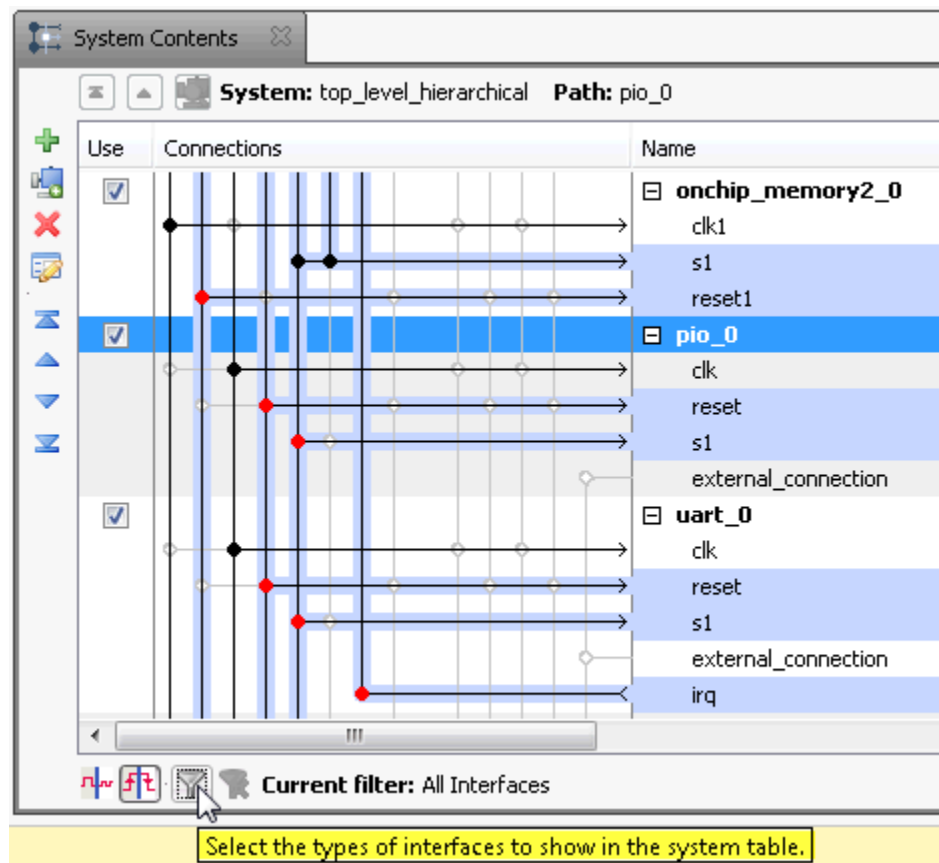 System Contents
System: top_level_hierarchical Path: pio_0
Use Connections Name
onchip_memory2_0
clk1
s1
reset1
pio_0
clk
reset
s1
external_connection
uart_0
clk
reset
s1
external_connection
irq
Current filter: All Interfaces
Select the types of interfaces to show in the system table.